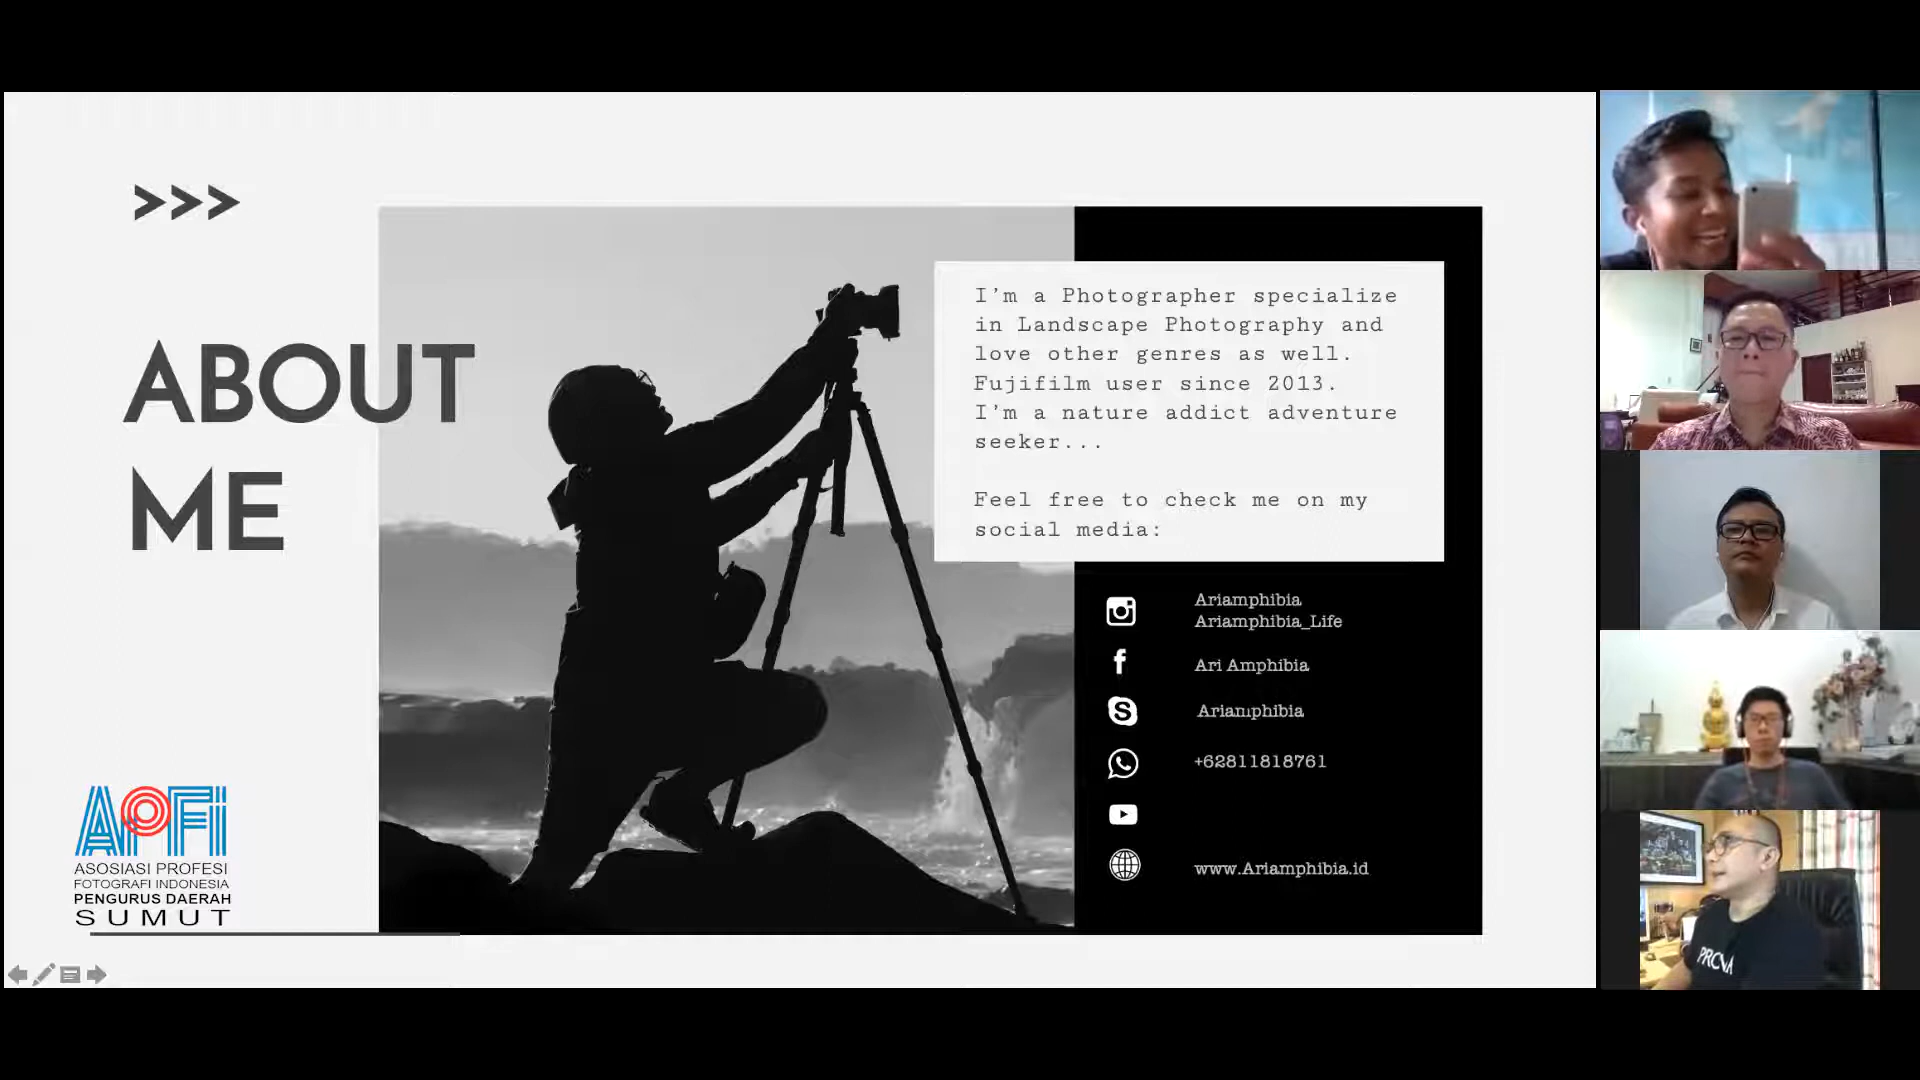 >>>
ABOUT
ME
I'm a Photographer specialize
in Landscape Photography and
love other genres as well.
Fujifilm user since 2013.
I'm a nature addict adventure
seeker...
Feel free to check me on my
social media:
Ariamphibia
Ariamphibia_Life
Ari Amphibia
Ariamphibia
+62811818761
www.Ariamphibia.id
APFI
ASOSIASI PROFESI
FOTOGRAFI INDONESIA
PENGURUS DAERAH
SUMUT